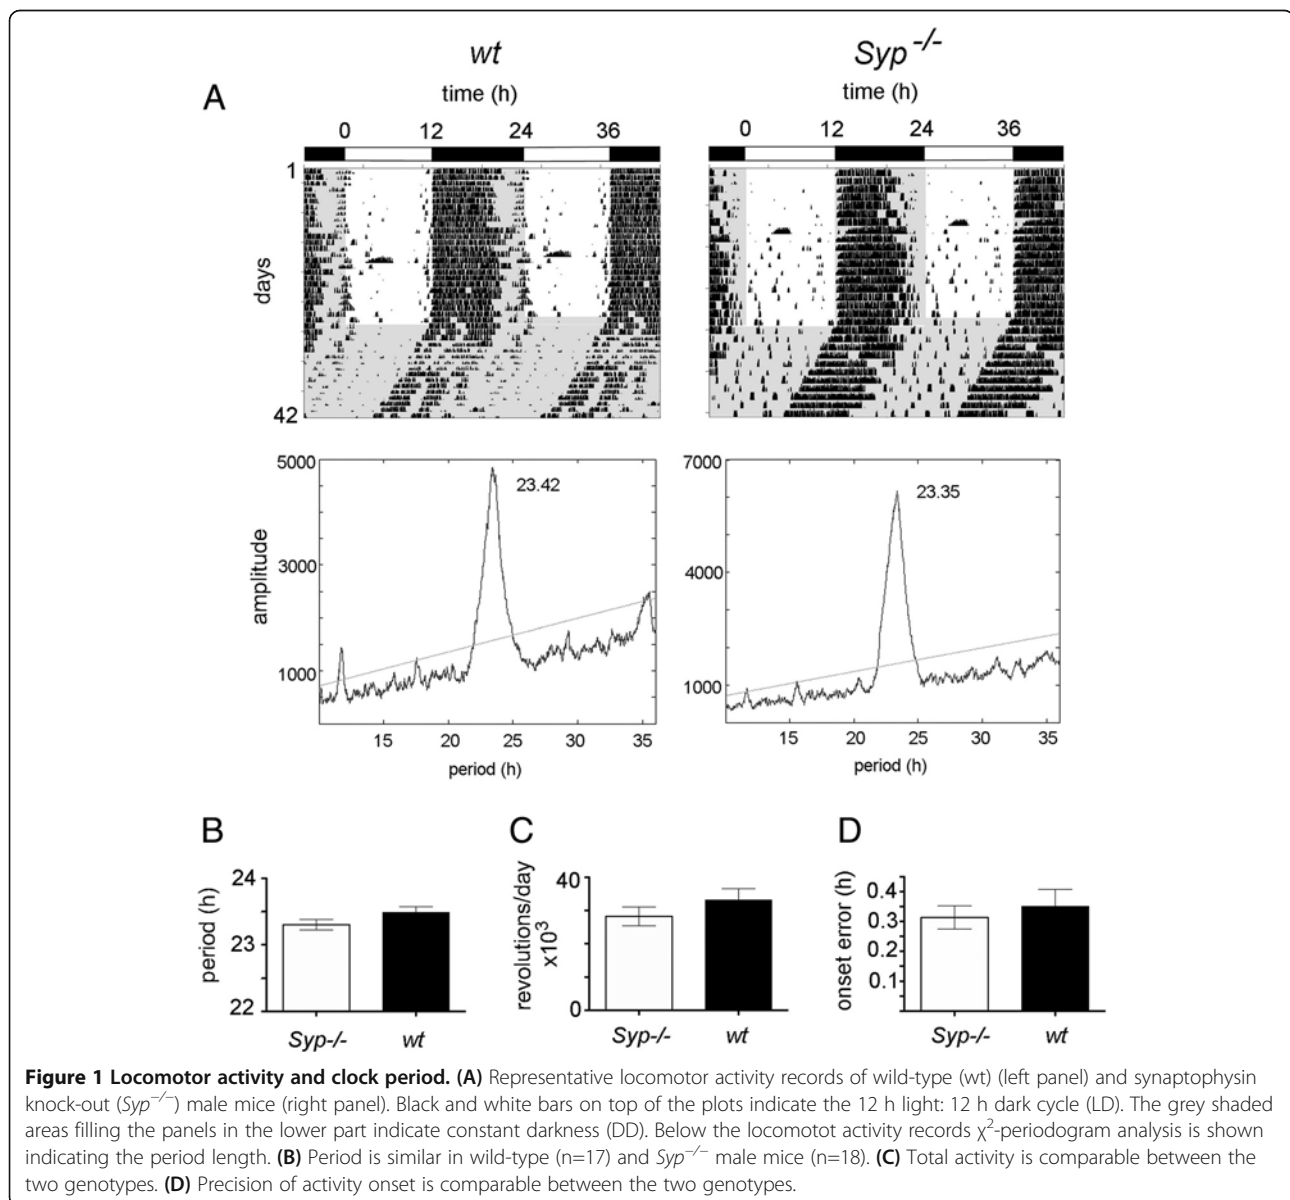 wt
Syp⁻/⁻
A
time (h)
time (h)
0 12 24 36
0 12 24 36
1
days
42
5000
3000
1000
amplitude
23.42
15 20 25 30 35
period (h)
7000
4000
1000
23.35
15 20 25 30 35
period (h)
B
24
23
22
period (h)
Syp-/- wt
C
40
0
revolutions/day
x10³
Syp-/- wt
D
0.4
0.3
0.2
0.1
onset error (h)
Syp-/- wt
Figure 1 Locomotor activity and clock period. (A) Representative locomotor activity records of wild-type (wt) (left panel) and synaptophysin
knock-out (Syp⁻/⁻) male mice (right panel). Black and white bars on top of the plots indicate the 12 h light: 12 h dark cycle (LD). The grey shaded
areas filling the panels in the lower part indicate constant darkness (DD). Below the locomotot activity records χ²-periodogram analysis is shown
indicating the period length. (B) Period is similar in wild-type (n=17) and Syp⁻/⁻ male mice (n=18). (C) Total activity is comparable between the
two genotypes. (D) Precision of activity onset is comparable between the two genotypes.